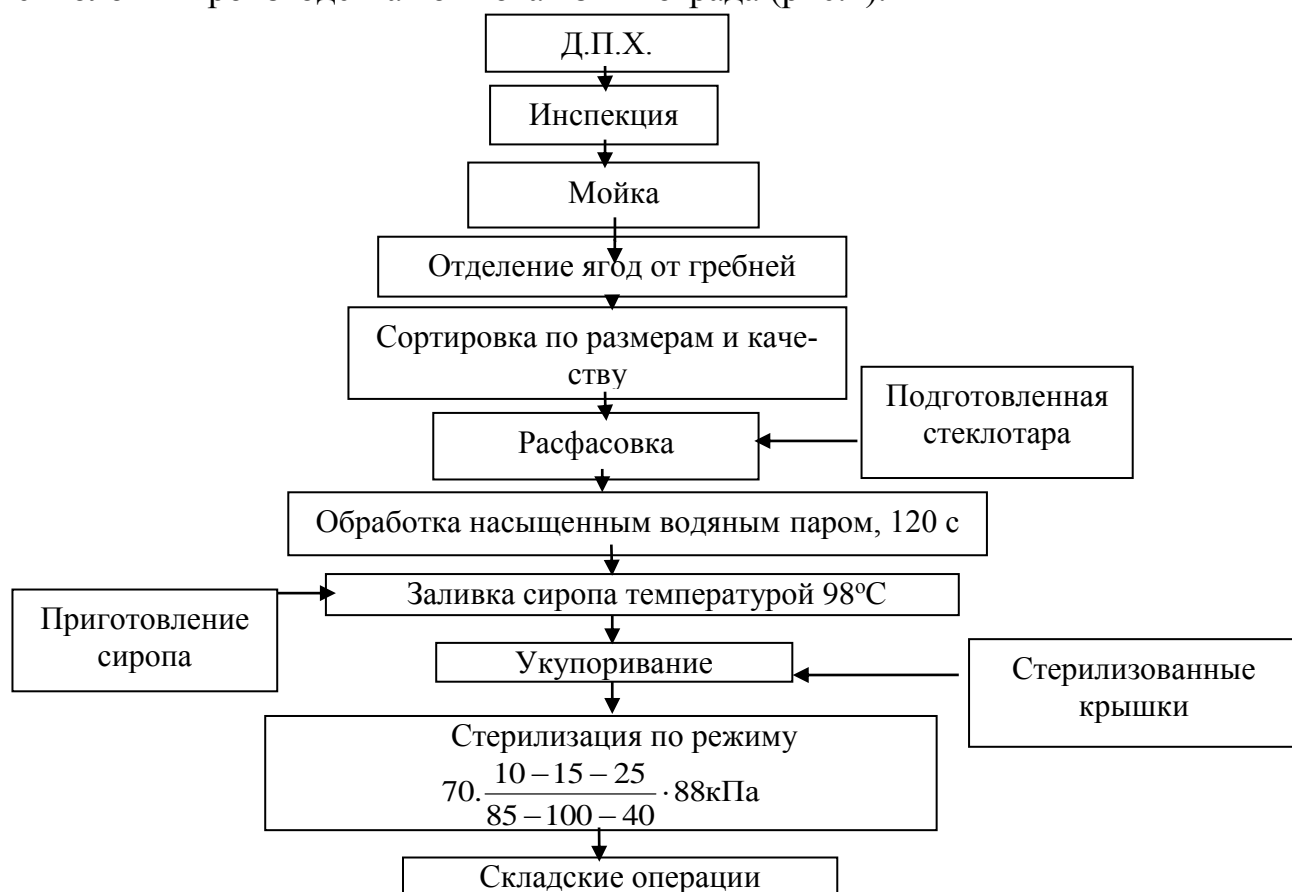 Д.П.Х.
Инспекция
Мойка
Отделение ягод от гребней
Сортировка по размерам и каче-
ству
Подготовленная
стеклотара
Расфасовка
Обработка насыщенным водяным паром, 120 с
Заливка сиропа температурой 98°С
Приготовление
сиропа
Укупоривание
Стерилизованные
крышки
Стерилизация по режиму
70. 10 – 15 – 25 / 85 – 100 – 40 · 88кПа
Складские операции